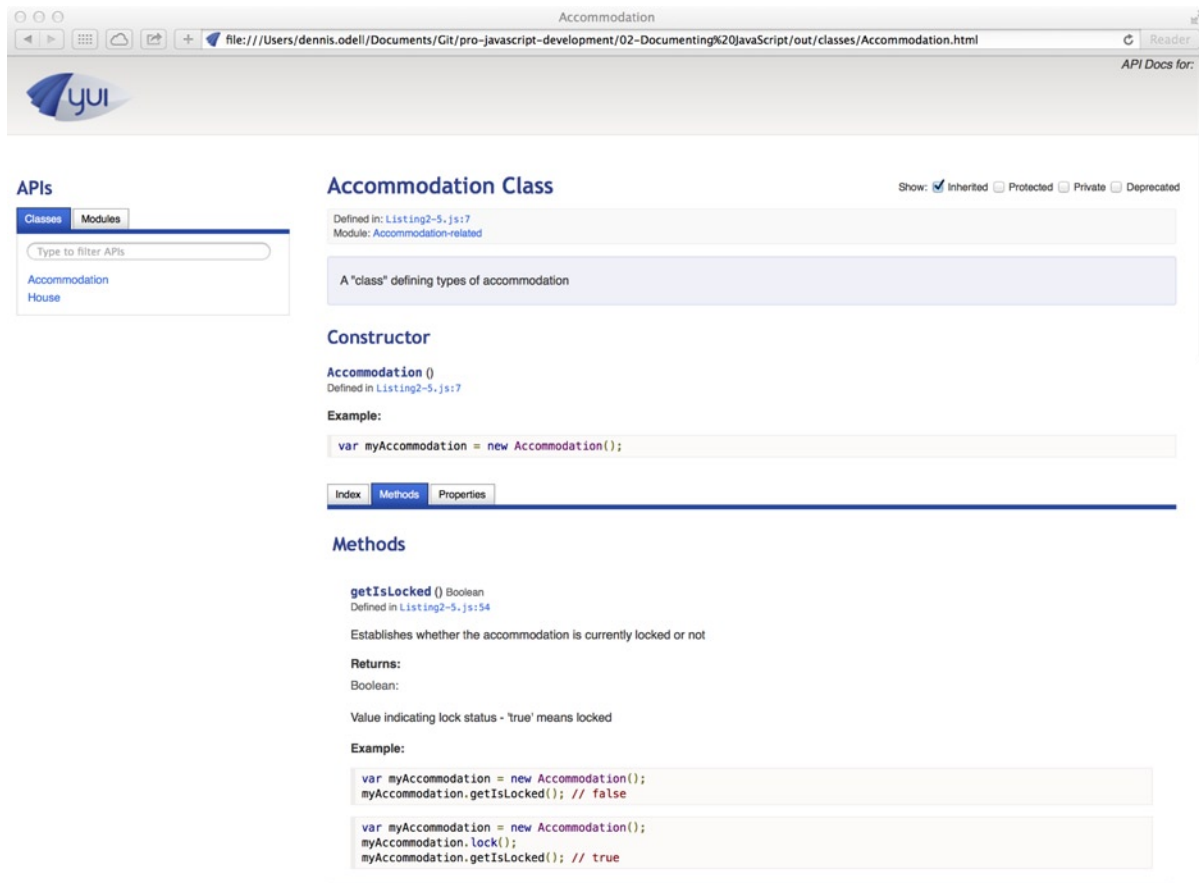 Accommodation
file:///Users/dennis.odell/Documents/Git/pro-javascript-development/02-Documenting%20JavaScript/out/classes/Accommodation.html
Reader
API Docs for:
yui
APIs
Classes Modules
Type to filter APIs
Accommodation
House
Accommodation Class
Show: Inherited Protected Private Deprecated
Defined in: Listing2-5.js:7
Module: Accommodation-related
A "class" defining types of accommodation
Constructor
Accommodation ()
Defined in Listing2-5.js:7
Example:
var myAccommodation = new Accommodation();
Index Methods Properties
Methods
getIsLocked () Boolean
Defined in Listing2-5.js:54
Establishes whether the accommodation is currently locked or not
Returns:
Boolean:
Value indicating lock status - 'true' means locked
Example:
var myAccommodation = new Accommodation();
myAccommodation.getIsLocked(); // false
var myAccommodation = new Accommodation();
myAccommodation.lock();
myAccommodation.getIsLocked(); // true